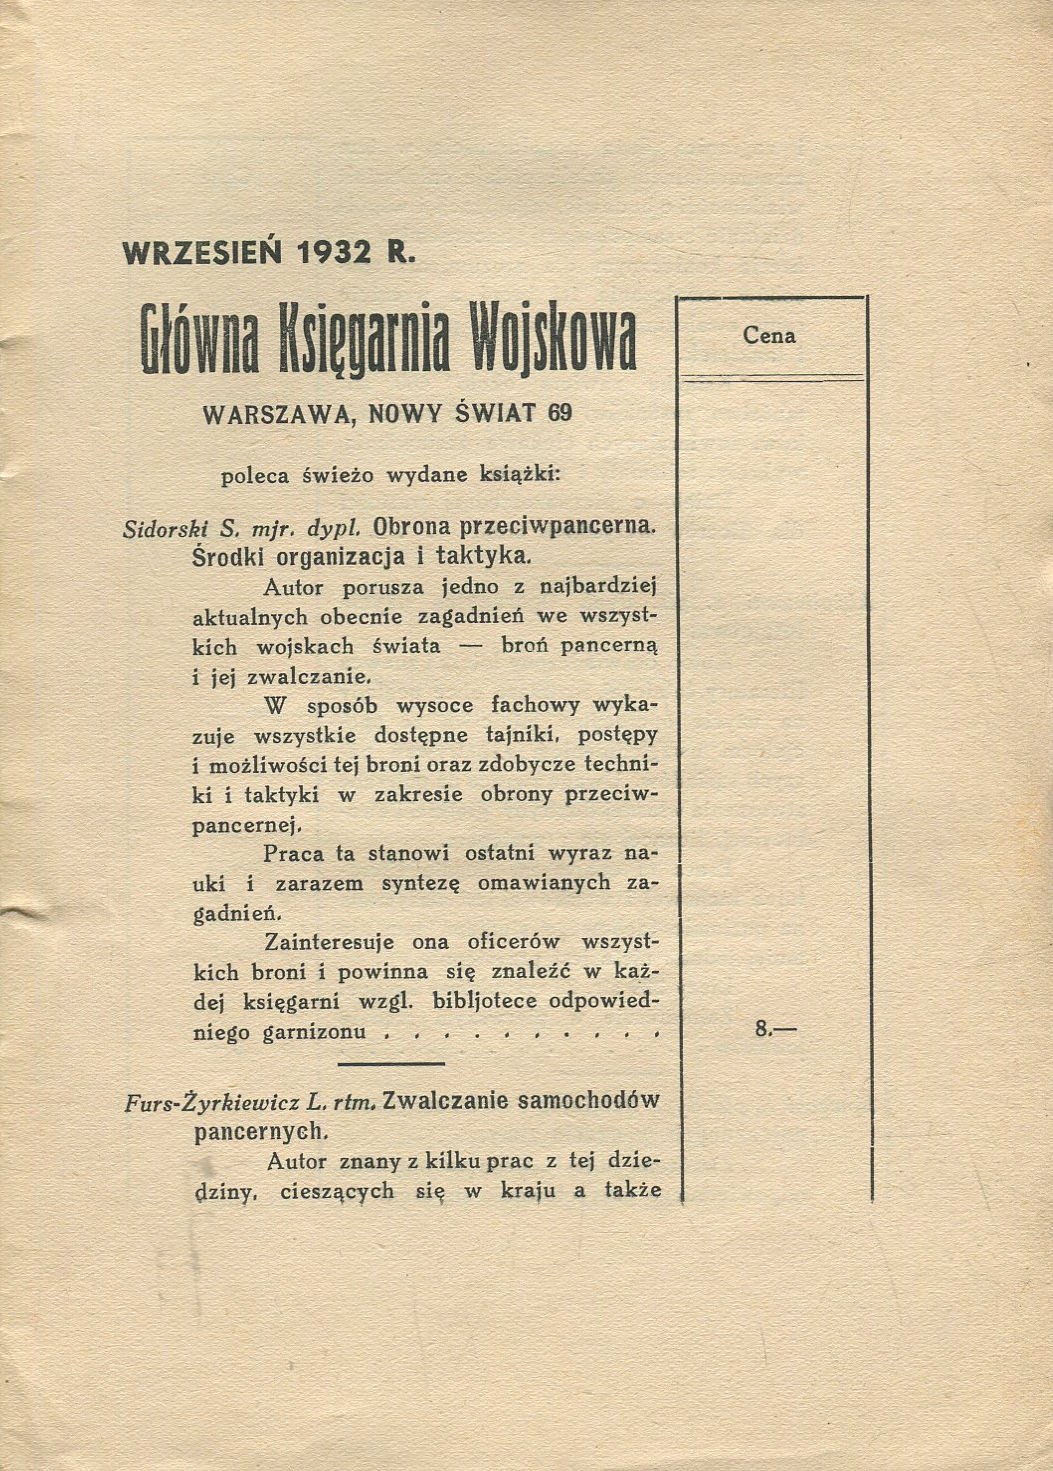 WRZESIEŃ 1932 R.
Główna Księgarnia Wojskowa
WARSZAWA, NOWY ŚWIAT 69
poleca świeżo wydane książki:
Cena
Sidorski S. mjr. dypl. Obrona przeciwpancerna.
Środki organizacja i taktyka.
Autor porusza jedno z najbardziej
aktualnych obecnie zagadnień we wszyst-
kich wojskach świata — broń pancerną
i jej zwalczanie.
W sposób wysoce fachowy wyka-
zuje wszystkie dostępne tajniki, postępy
i możliwości tej broni oraz zdobycze techni-
ki i taktyki w zakresie obrony przeciw-
pancernej.
Praca ta stanowi ostatni wyraz na-
uki i zarazem syntezę omawianych za-
gadnień.
Zainteresuje ona oficerów wszyst-
kich broni i powinna się znaleźć w każ-
dej księgarni wzgl. bibljotece odpowied-
niego garnizonu . . . . . . . . . . 8.—
Furs-Żyrkiewicz L. rtm. Zwalczanie samochodów
pancernych.
Autor znany z kilku prac z tej dzie-
dziny, cieszących się w kraju a także